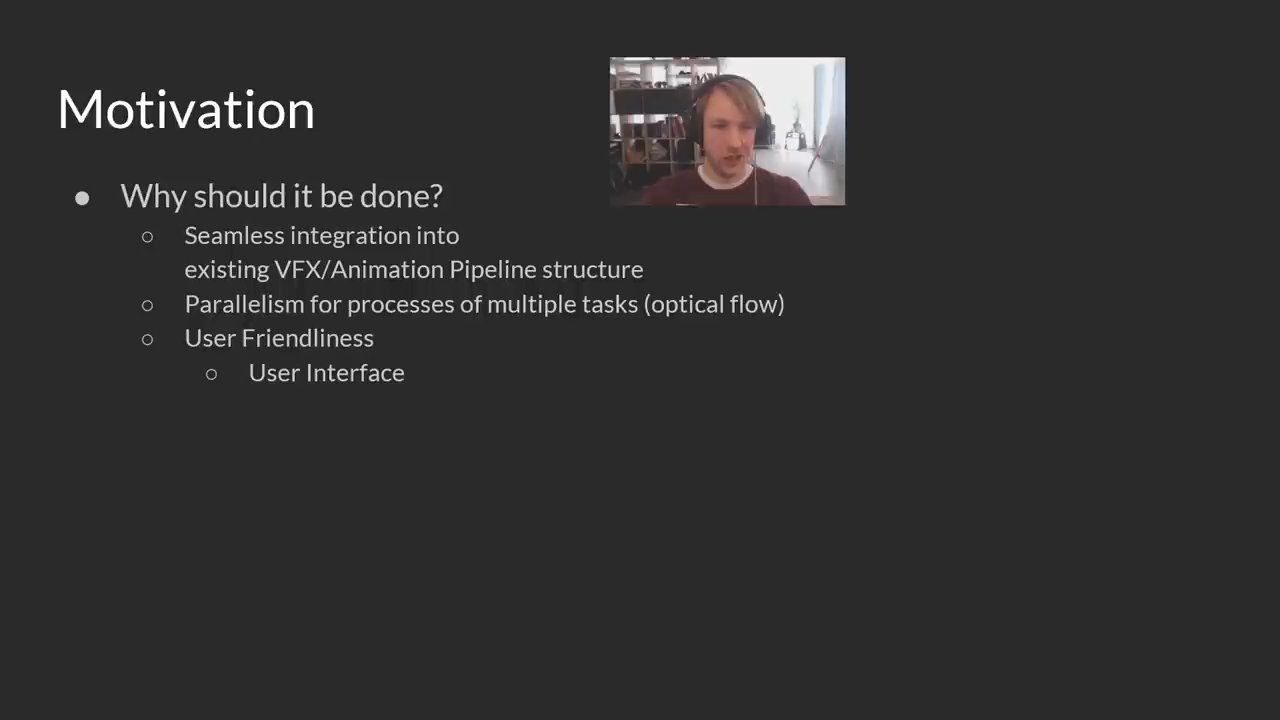 Motivation
● Why should it be done?
○ Seamless integration into
existing VFX/Animation Pipeline structure
○ Parallelism for processes of multiple tasks (optical flow)
○ User Friendliness
○ User Interface